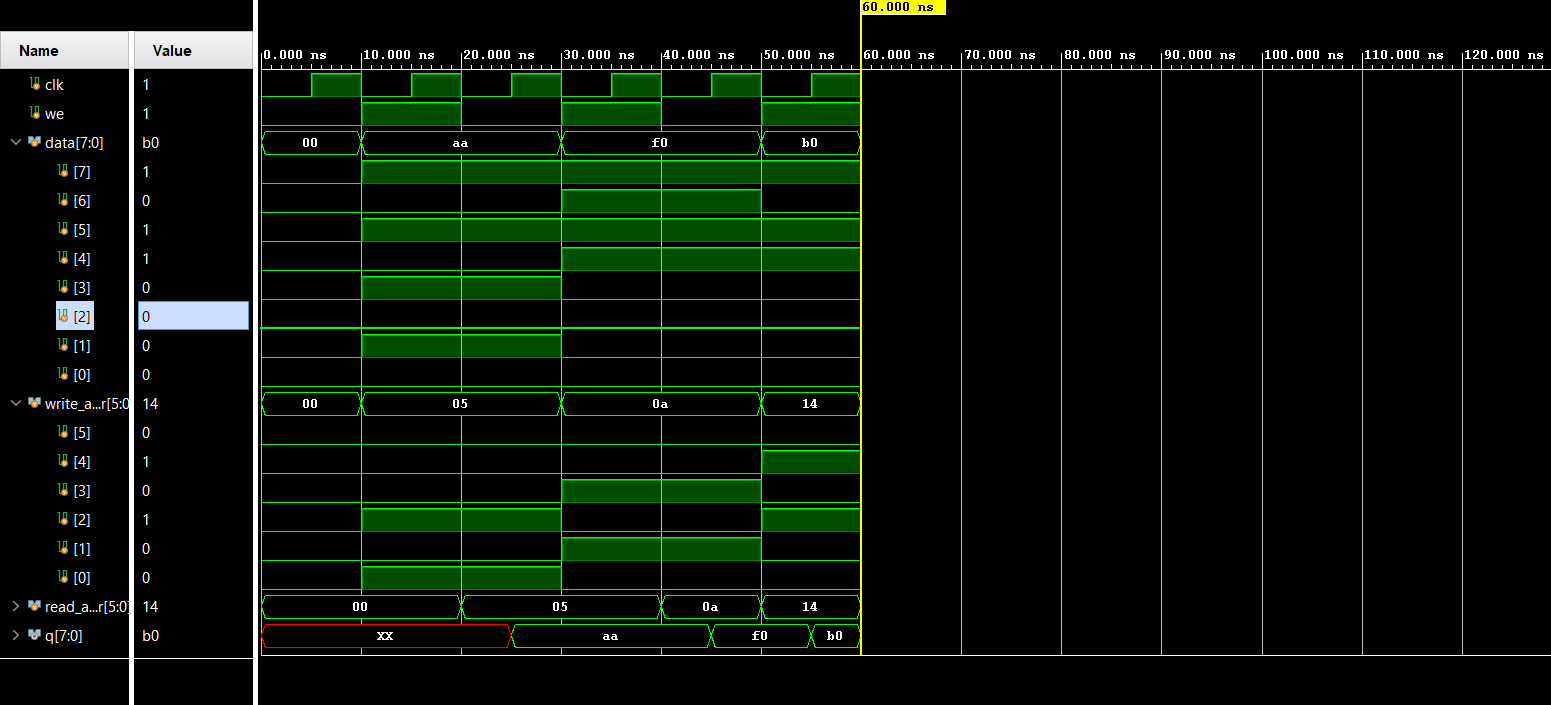 60.000 ns
Name Value
0.000 ns 10.000 ns 20.000 ns 30.000 ns 40.000 ns 50.000 ns 60.000 ns 70.000 ns 80.000 ns 90.000 ns 100.000 ns 110.000 ns 120.000 ns
clk 1
we 1
data[7:0] b0 00 aa f0 b0
[7] 1
[6] 0
[5] 1
[4] 1
[3] 0
[2] 0
[1] 0
[0] 0
write_a...r[5:0 14 00 05 0a 14
[5] 0
[4] 1
[3] 0
[2] 1
[1] 0
[0] 0
read_a...r[5:0] 14 00 05 0a 14
q[7:0] b0 XX aa f0 b0